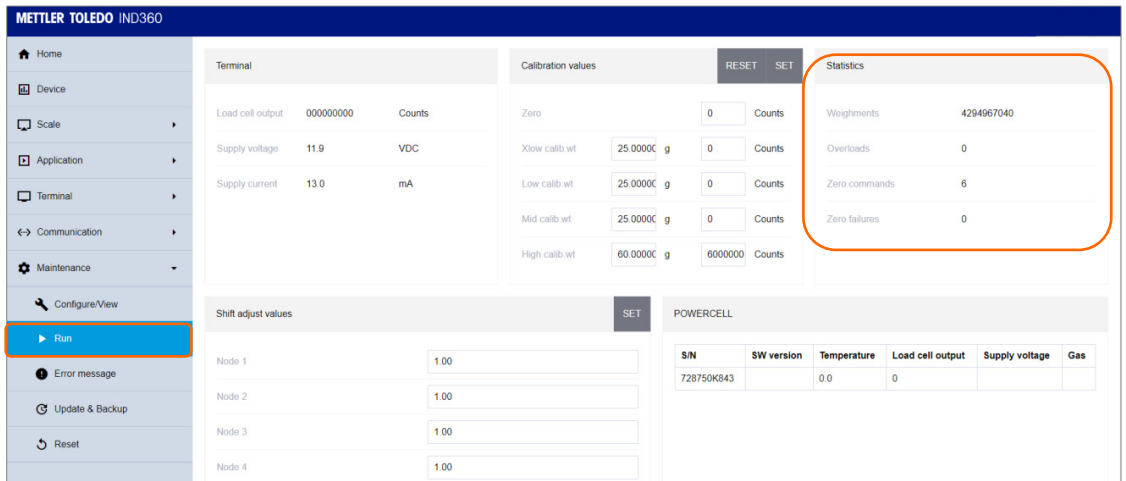 METTLER TOLEDO IND360
Home
Device
Scale
Application
Terminal
Communication
Maintenance
Configure/View
Run
Error message
Update & Backup
Reset
Terminal
Load cell output 000000000 Counts
Supply voltage 11.9 VDC
Supply current 13.0 mA
Calibration values RESET SET
Zero 0 Counts
Xlow calib.wt 25.0000 g 0 Counts
Low calib.wt 25.0000 g 0 Counts
Mid calib.wt 25.0000 g 0 Counts
High calib.wt 60.0000 g 6000000 Counts
Statistics
Weighments 4294967040
Overloads 0
Zero commands 6
Zero failures 0
Shift adjust values SET
Node 1 1.00
Node 2 1.00
Node 3 1.00
Node 4 1.00
POWERCELL
S/N SW version Temperature Load cell output Supply voltage Gas
728750K843 0.0 0